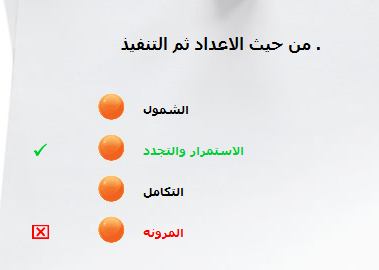 من حيث الاعداد ثم التنفيذ .
الشمول
الاستمرار والتجدد
التكامل
المرونه